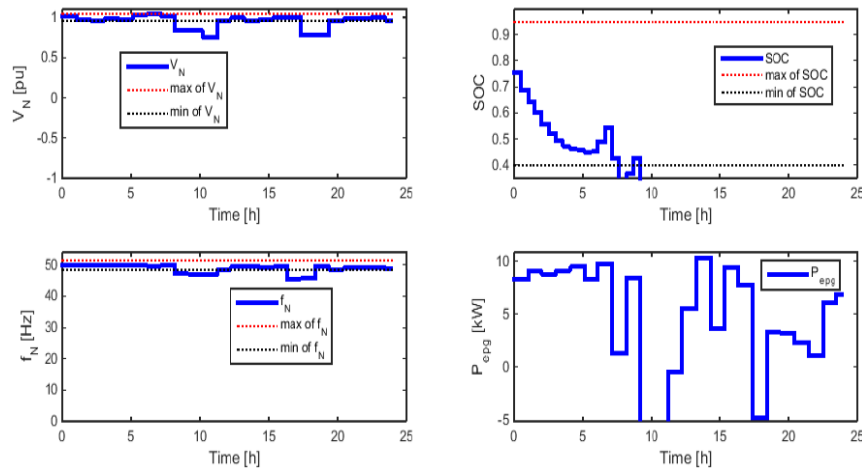 1
0.5
0
0.5
-1
V_N [pu]
V_N
max of V_N
min of V_N
0 5 10 15 20 25
Time [h]
0.9
0.8
0.7
0.6
0.5
0.4
SOC
SOC
max of SOC
min of SOC
0 5 10 15 20 25
Time [h]
50
40
30
20
10
0
f_N [Hz]
f_N
max of f_N
min of f_N
0 5 10 15 20 25
Time [h]
10
5
0
-5
P_epg [kW]
P_epg
0 5 10 15 20 25
Time [h]